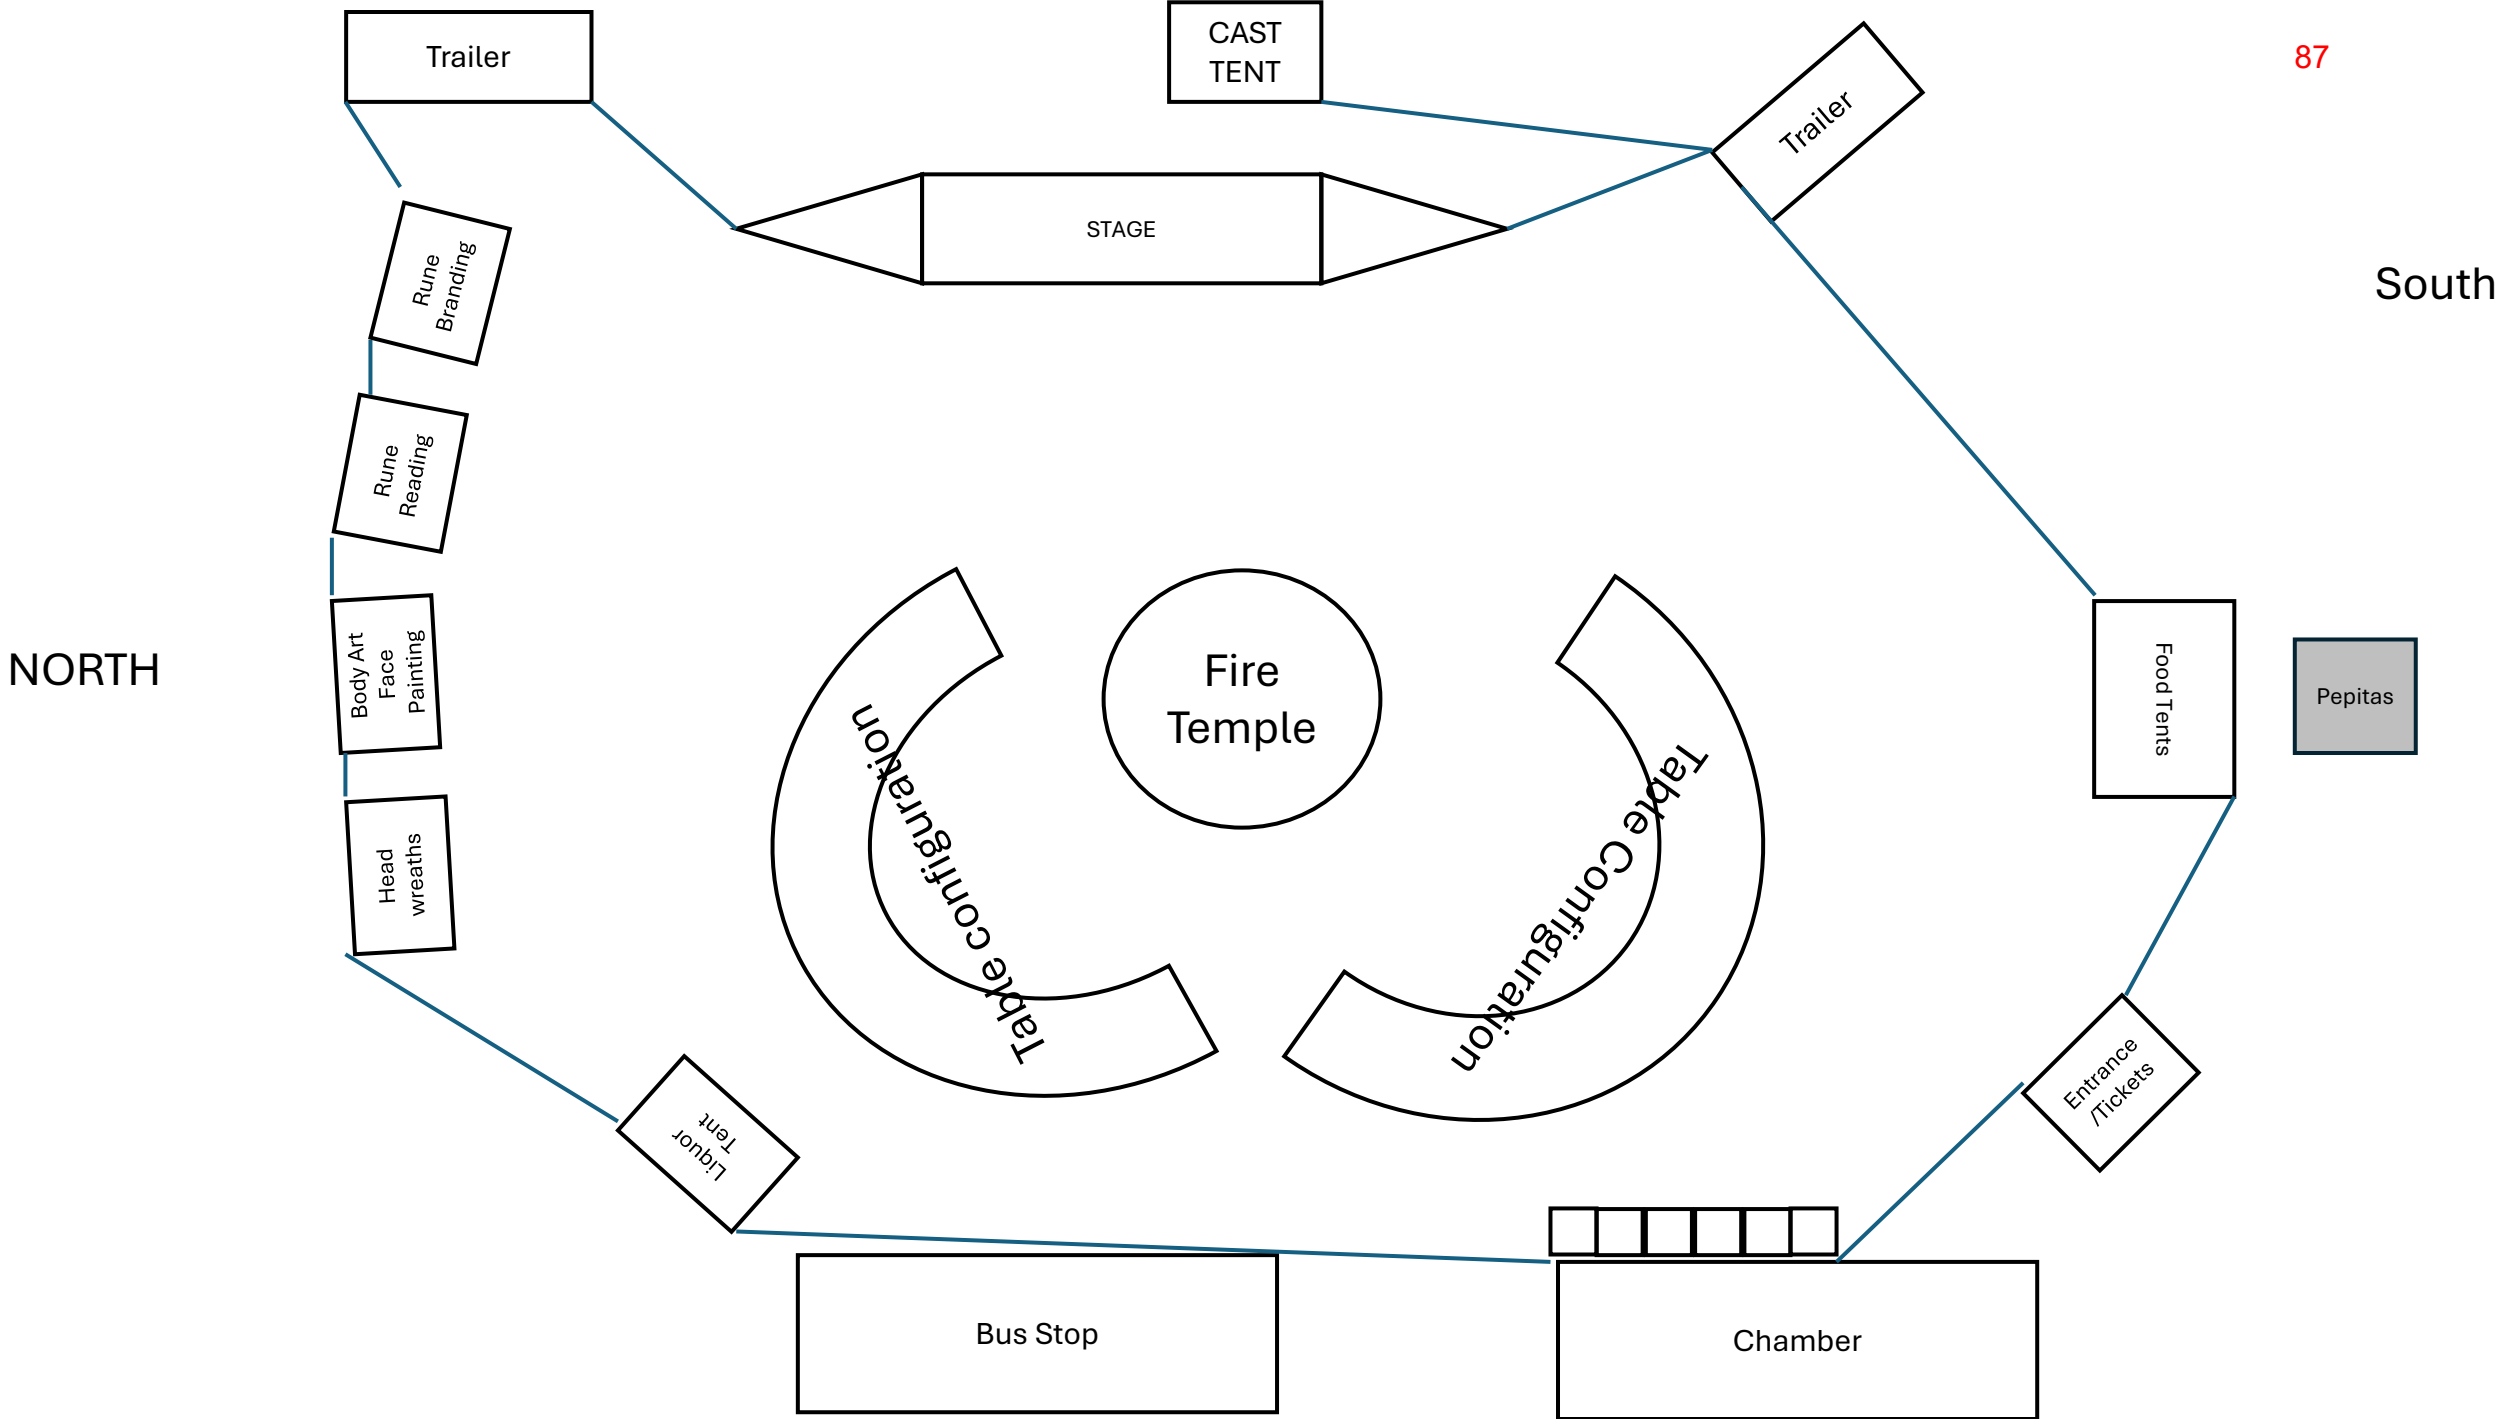 Trailer
CAST
TENT
Trailer
87
STAGE
South
Rune
Branding
Rune
Reading
NORTH
Body Art
Face
Painting
Fire
Temple
Food Tents
Pepitas
Table configuration
Table Configuration
Head
wreaths
Liquor
Tent
Entrance
/Tickets
Bus Stop
Chamber